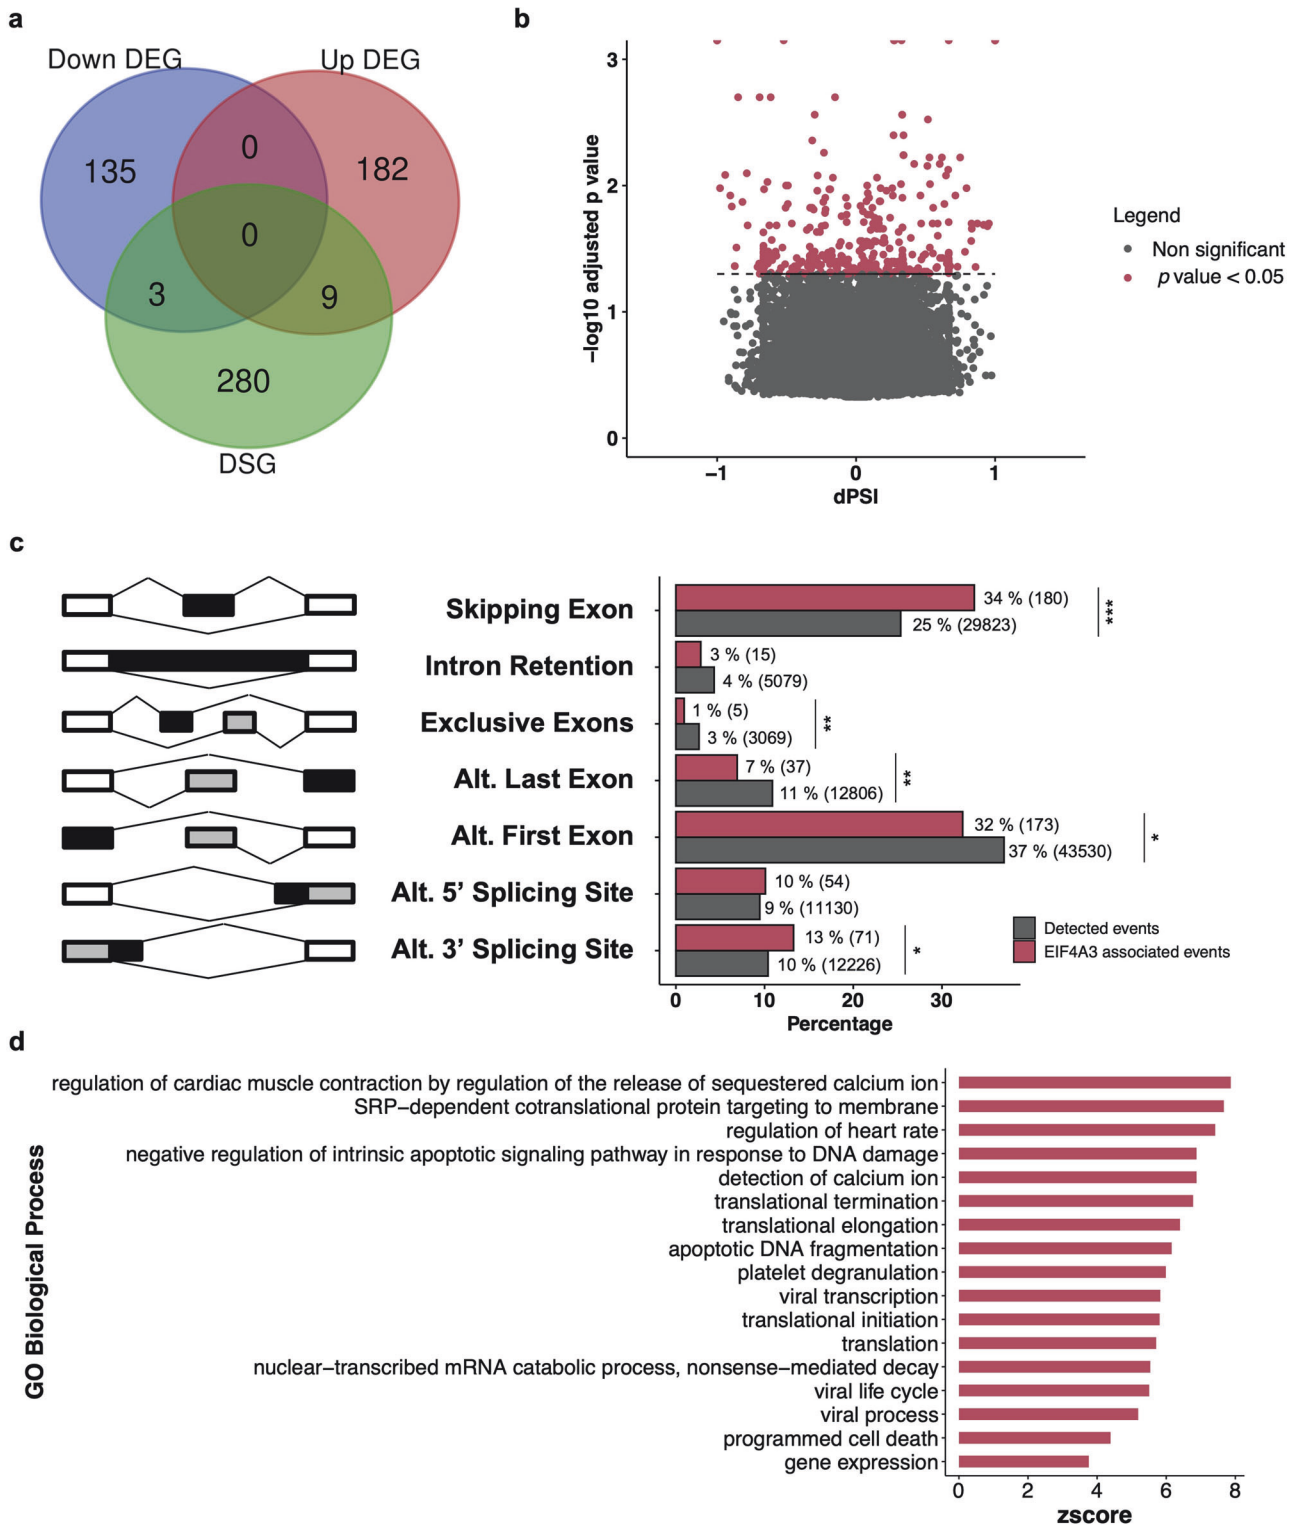 a
Down DEG
Up DEG
135
0
182
0
3
9
280
DSG
b
3
2
1
0
−log10 adjusted p value
−1
0
1
dPSI
Legend
Non significant
p value < 0.05
c
Skipping Exon
34 % (180)
25 % (29823)
***
Intron Retention
3 % (15)
4 % (5079)
Exclusive Exons
1 % (5)
3 % (3069)
**
Alt. Last Exon
7 % (37)
11 % (12806)
**
Alt. First Exon
32 % (173)
37 % (43530)
*
Alt. 5’ Splicing Site
10 % (54)
9 % (11130)
Alt. 3’ Splicing Site
13 % (71)
10 % (12226)
*
Detected events
EIF4A3 associated events
0
10
20
30
Percentage
d
GO Biological Process
regulation of cardiac muscle contraction by regulation of the release of sequestered calcium ion
SRP−dependent cotranslational protein targeting to membrane
regulation of heart rate
negative regulation of intrinsic apoptotic signaling pathway in response to DNA damage
detection of calcium ion
translational termination
translational elongation
apoptotic DNA fragmentation
platelet degranulation
viral transcription
translational initiation
translation
nuclear−transcribed mRNA catabolic process, nonsense−mediated decay
viral life cycle
viral process
programmed cell death
gene expression
0
2
4
6
8
zscore